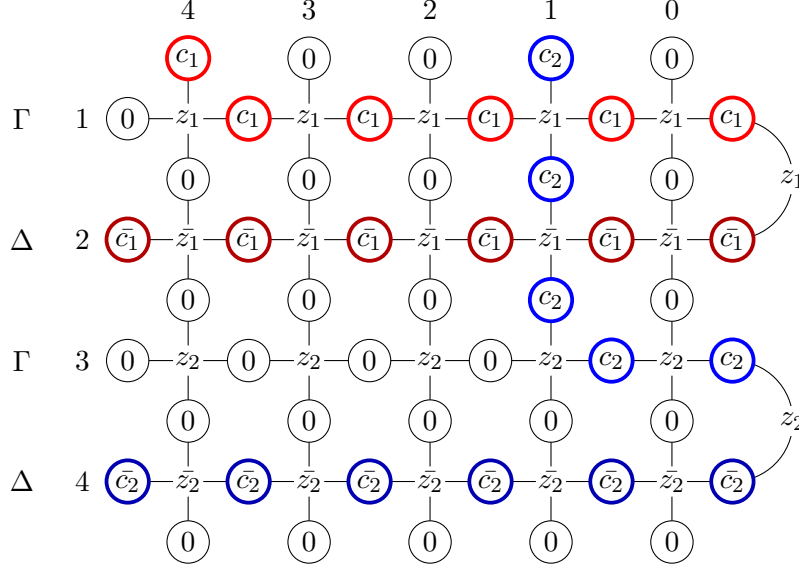 4 3 2 1 0
c₁ 0 0 c₂ 0
Γ 1 0 z₁ c₁ z₁ c₁ z₁ c₁ z₁ c₁ z₁ c₁
0 0 0 c₂ 0
z₁
Δ 2 c̄₁ z̄₁ c̄₁ z̄₁ c̄₁ z̄₁ c̄₁ z̄₁ c̄₁ z̄₁ c̄₁
0 0 0 c₂ 0
Γ 3 0 z₂ 0 z₂ 0 z₂ 0 z₂ c₂ z₂ c₂
0 0 0 0 0
z₂
Δ 4 c̄₂ z̄₂ c̄₂ z̄₂ c̄₂ z̄₂ c̄₂ z̄₂ c̄₂ z̄₂ c̄₂
0 0 0 0 0